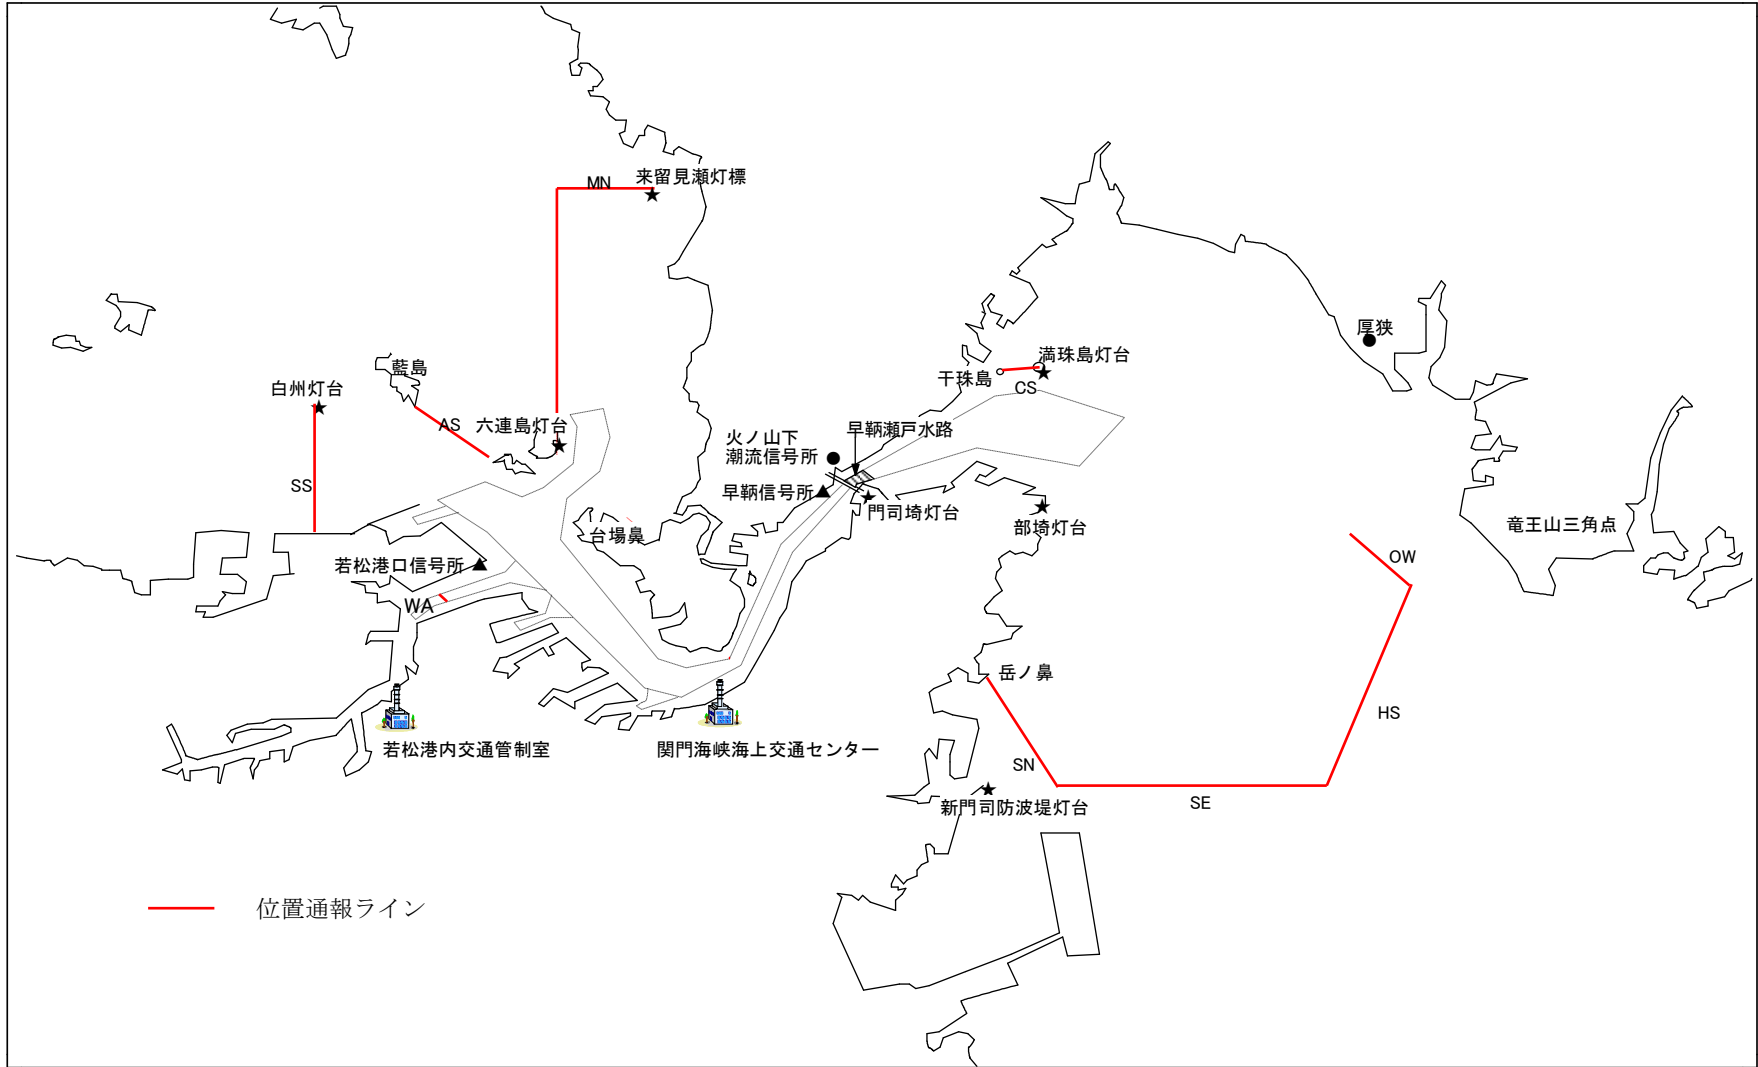 来留見瀬灯標
MN
厚狭
満珠島灯台
藍島
干珠島
白州灯台
CS
AS
六連島灯台
早鞆瀬戸水路
火ノ山下
潮流信号所
SS
早鞆信号所
門司埼灯台
部埼灯台
竜王山三角点
台場鼻
OW
若松港口信号所
WA
岳ノ鼻
HS
若松港内交通管制室
関門海峡海上交通センター
SN
SE
新門司防波堤灯台
位置通報ライン